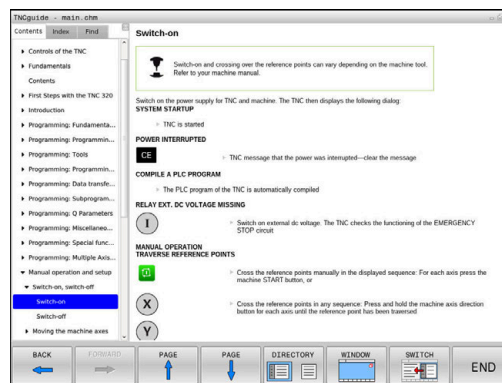 TNCguide - main.chm
Contents Index Find
Controls of the TNC
Fundamentals
Contents
First Steps with the TNC 320
Introduction
Programming: Fundamenta...
Programming: Programmin...
Programming: Tools
Programming: Programmin...
Programming: Data transfe...
Programming: Subprogram...
Programming: Q Parameters
Programming: Miscellaneo...
Programming: Special func...
Programming: Multiple Axis...
Manual operation and setup
Switch-on, switch-off
Switch-on
Switch-off
Moving the machine axes
Switch-on
Switch-on and crossing over the reference points can vary depending on the machine tool.
Refer to your machine manual.
Switch on the power supply for TNC and machine. The TNC then displays the following dialog:
SYSTEM STARTUP
TNC is started
POWER INTERRUPTED
CE
TNC message that the power was interrupted—clear the message
COMPILE A PLC PROGRAM
The PLC program of the TNC is automatically compiled
RELAY EXT. DC VOLTAGE MISSING
I
Switch on external dc voltage. The TNC checks the functioning of the EMERGENCY
STOP circuit
MANUAL OPERATION
TRAVERSE REFERENCE POINTS
Cross the reference points manually in the displayed sequence: For each axis press the
machine START button, or
X
Cross the reference points in any sequence: Press and hold the machine axis direction
button for each axis until the reference point has been traversed
Y
BACK FORWARD PAGE PAGE DIRECTORY WINDOW SWITCH
END